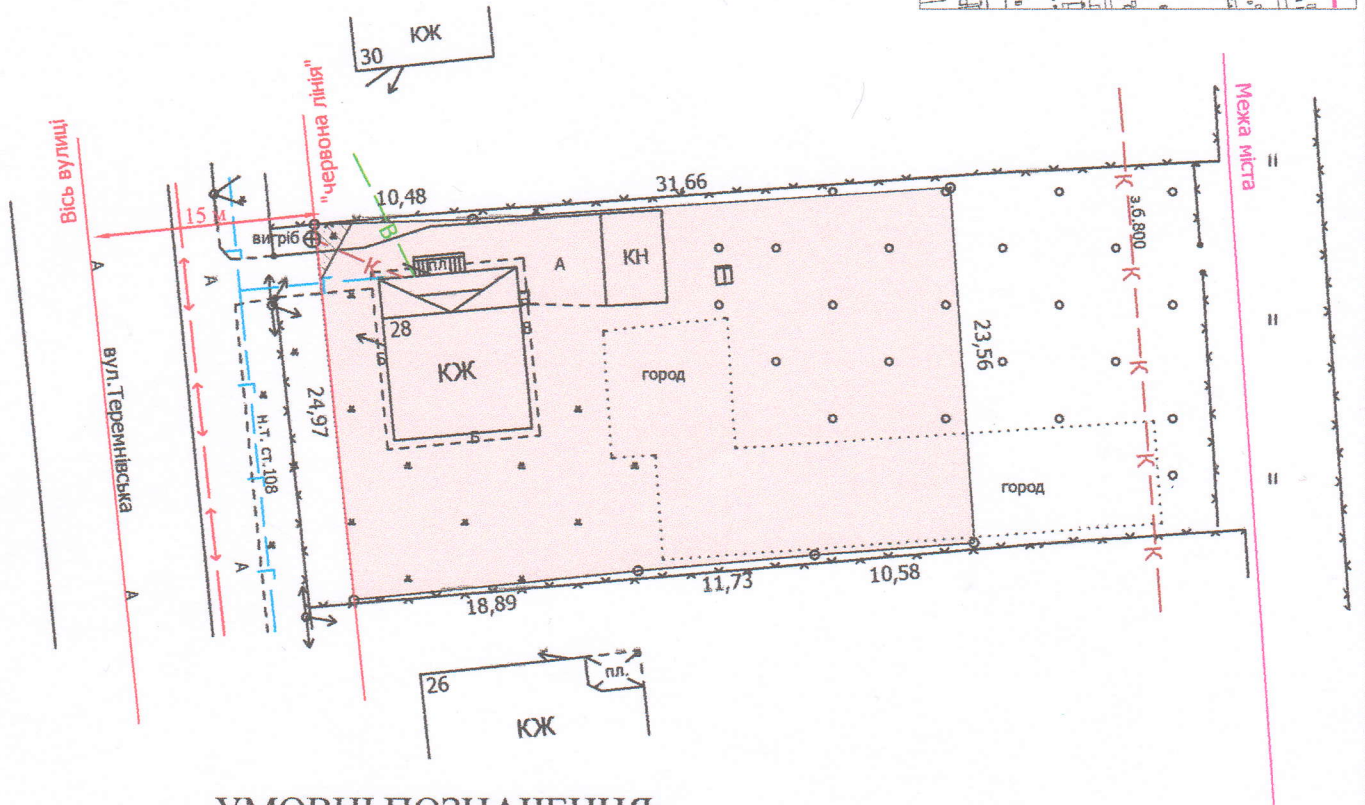 КЖ
30
"червона лінія"
Вісь вулиці
Межа міста
10,48
31.66
15 м
вигріб
В
К
К
з.б.800
пл
А
КН
А
А
28
К
В
Б
КЖ
город
23,56
К
вул.Теремнівська
24,97
Б
К
н.т. ст.108
город
К
А
А
18,89
11,73
10,58
26
пл.
КЖ
УМОВНІ ПОЗНАЧЕННЯ